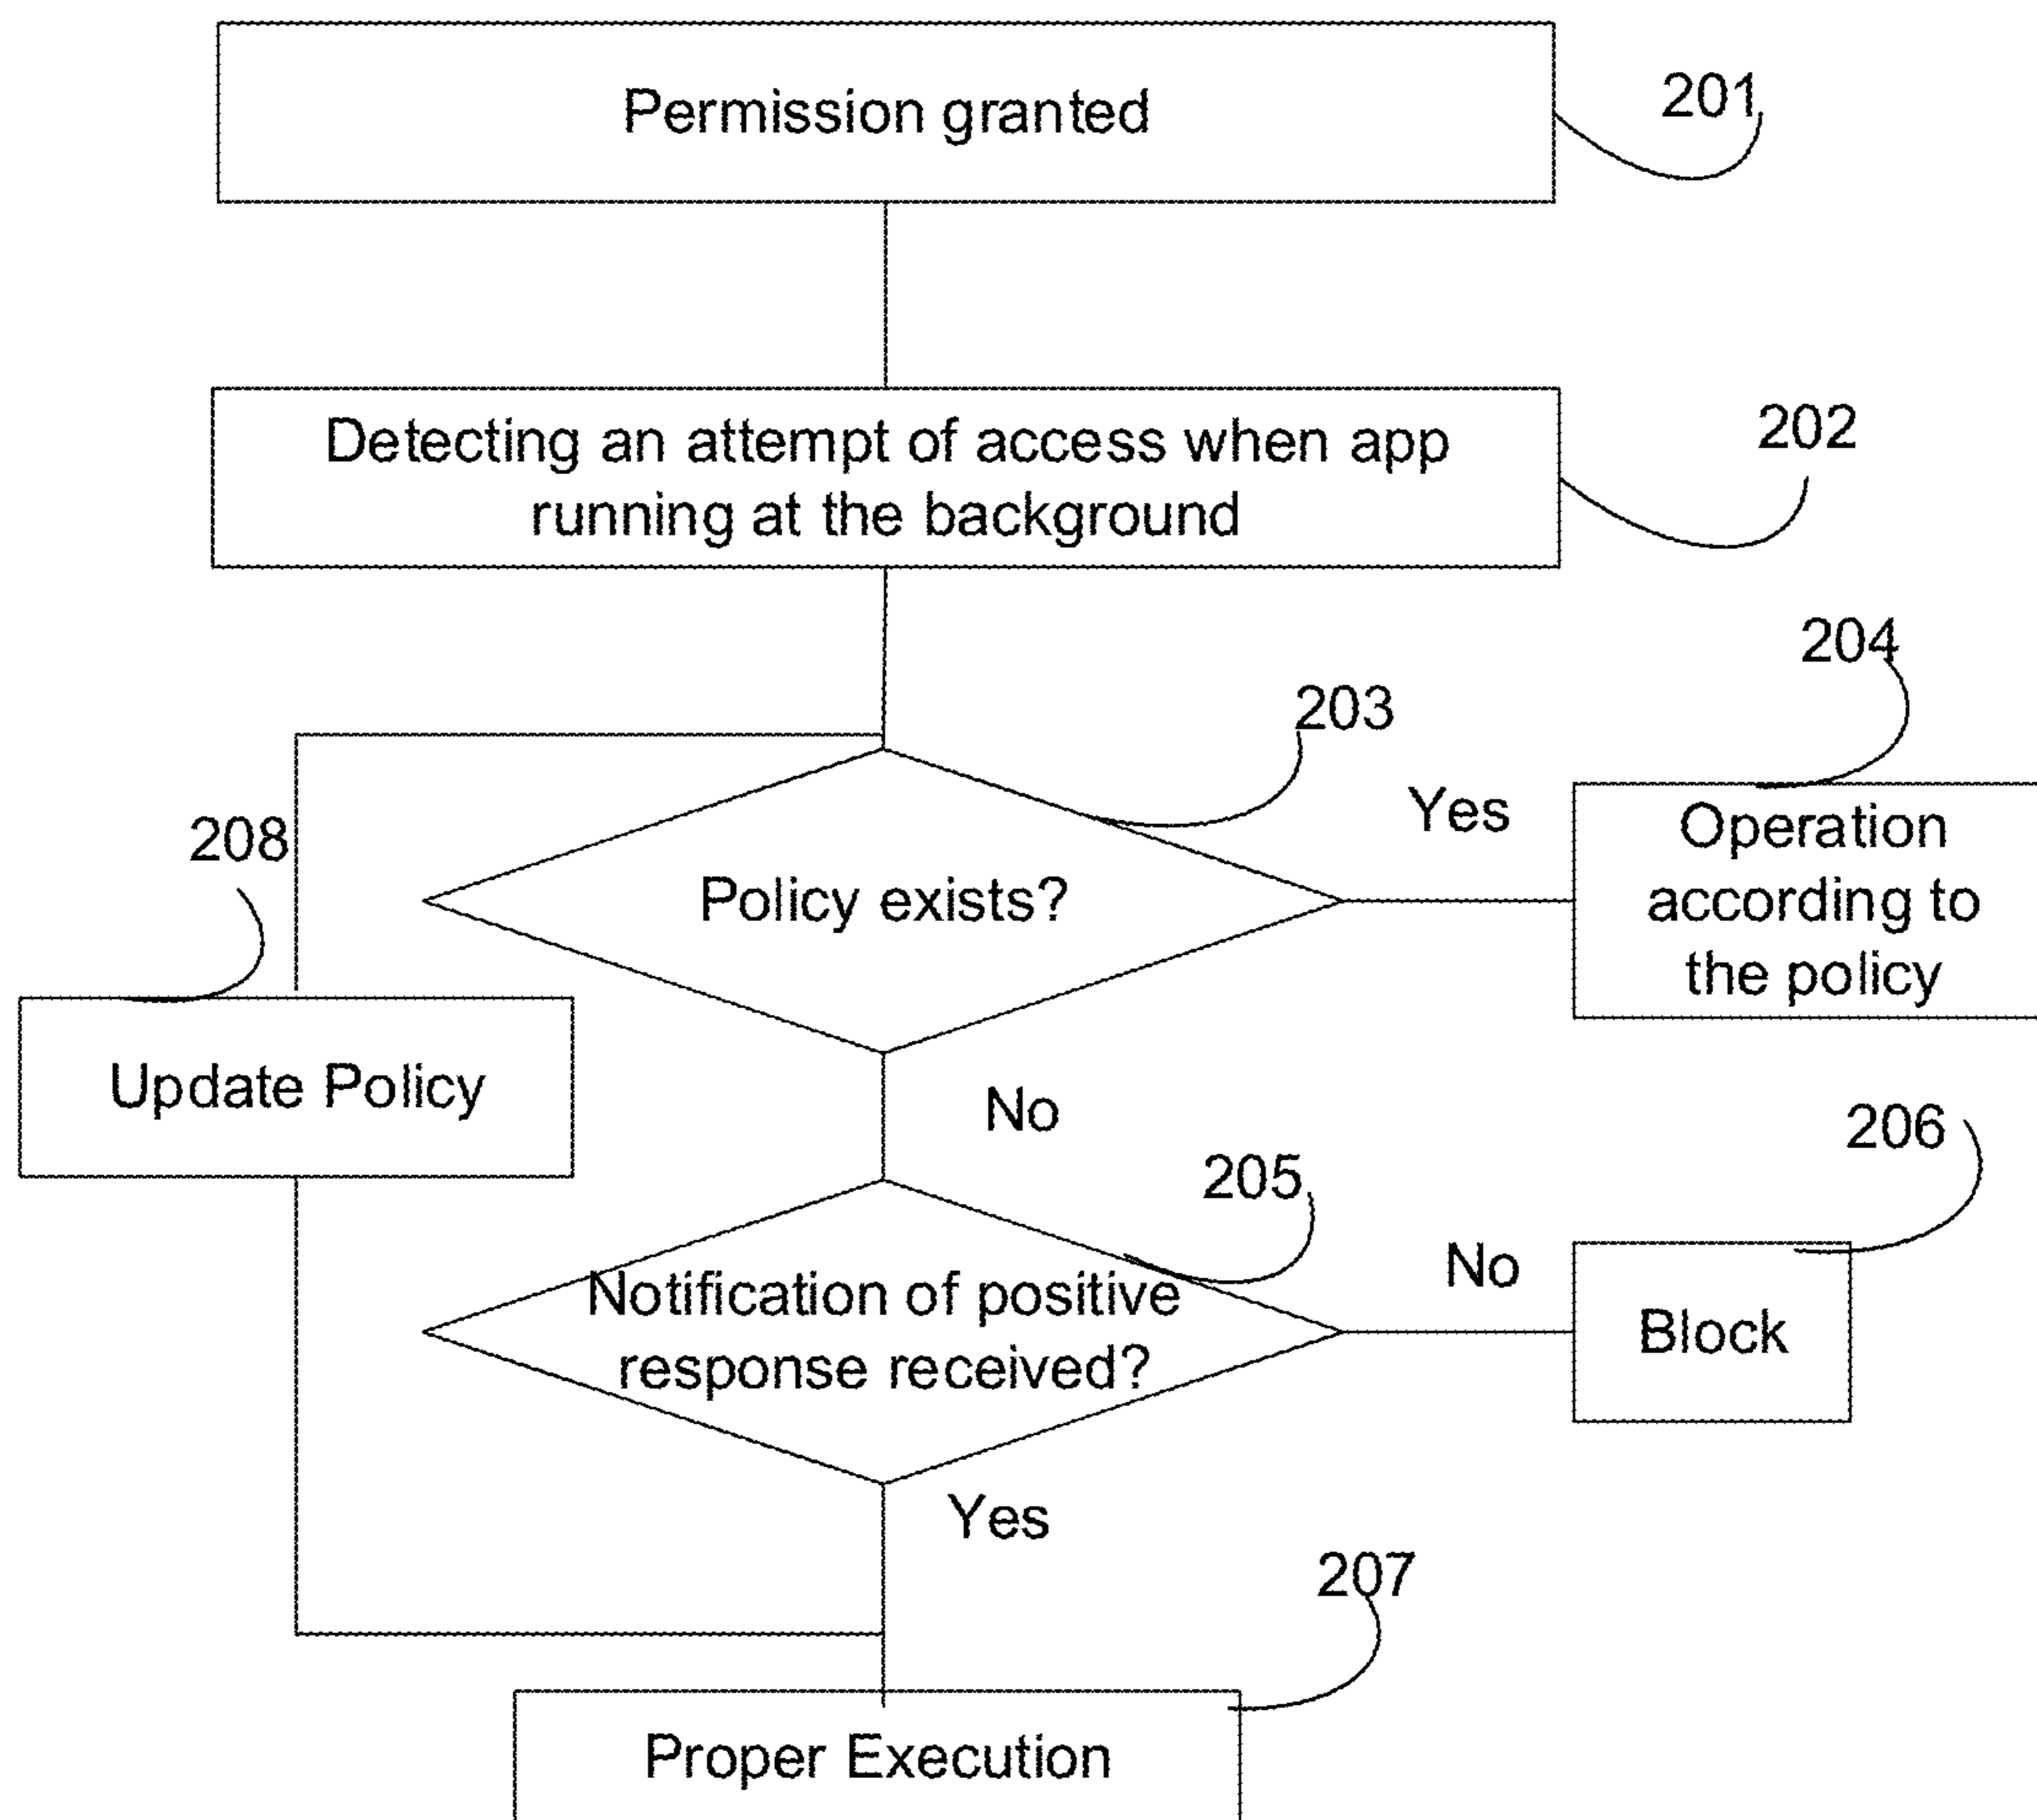 Permission granted
201
Detecting an attempt of access when app
running at the background
202
204
203
Yes
Operation
according to
the policy
208
Policy exists?
Update Policy
No
206
205
No
Notification of positive
response received?
Block
Yes
207
Proper Execution